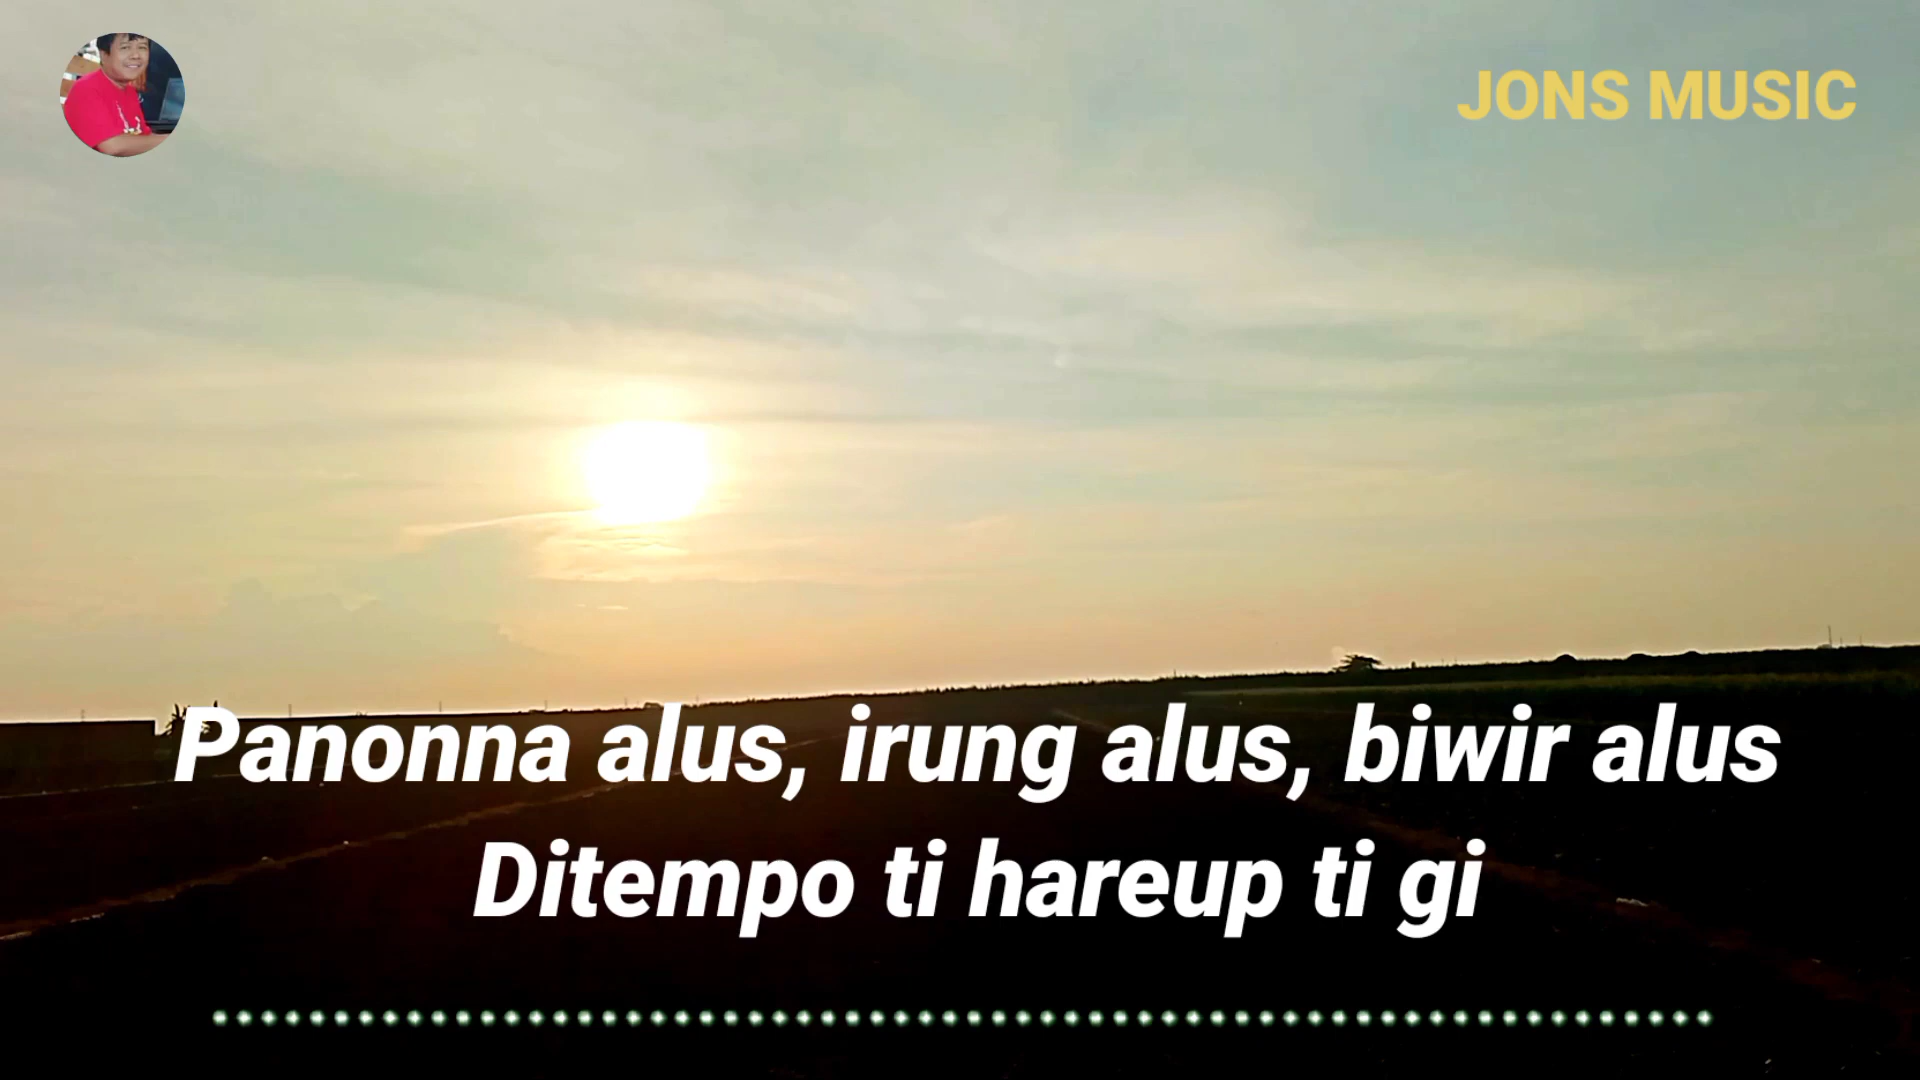 JONS MUSIC
Panonna alus, irung alus, biwir alus
Ditempo ti hareup ti gi